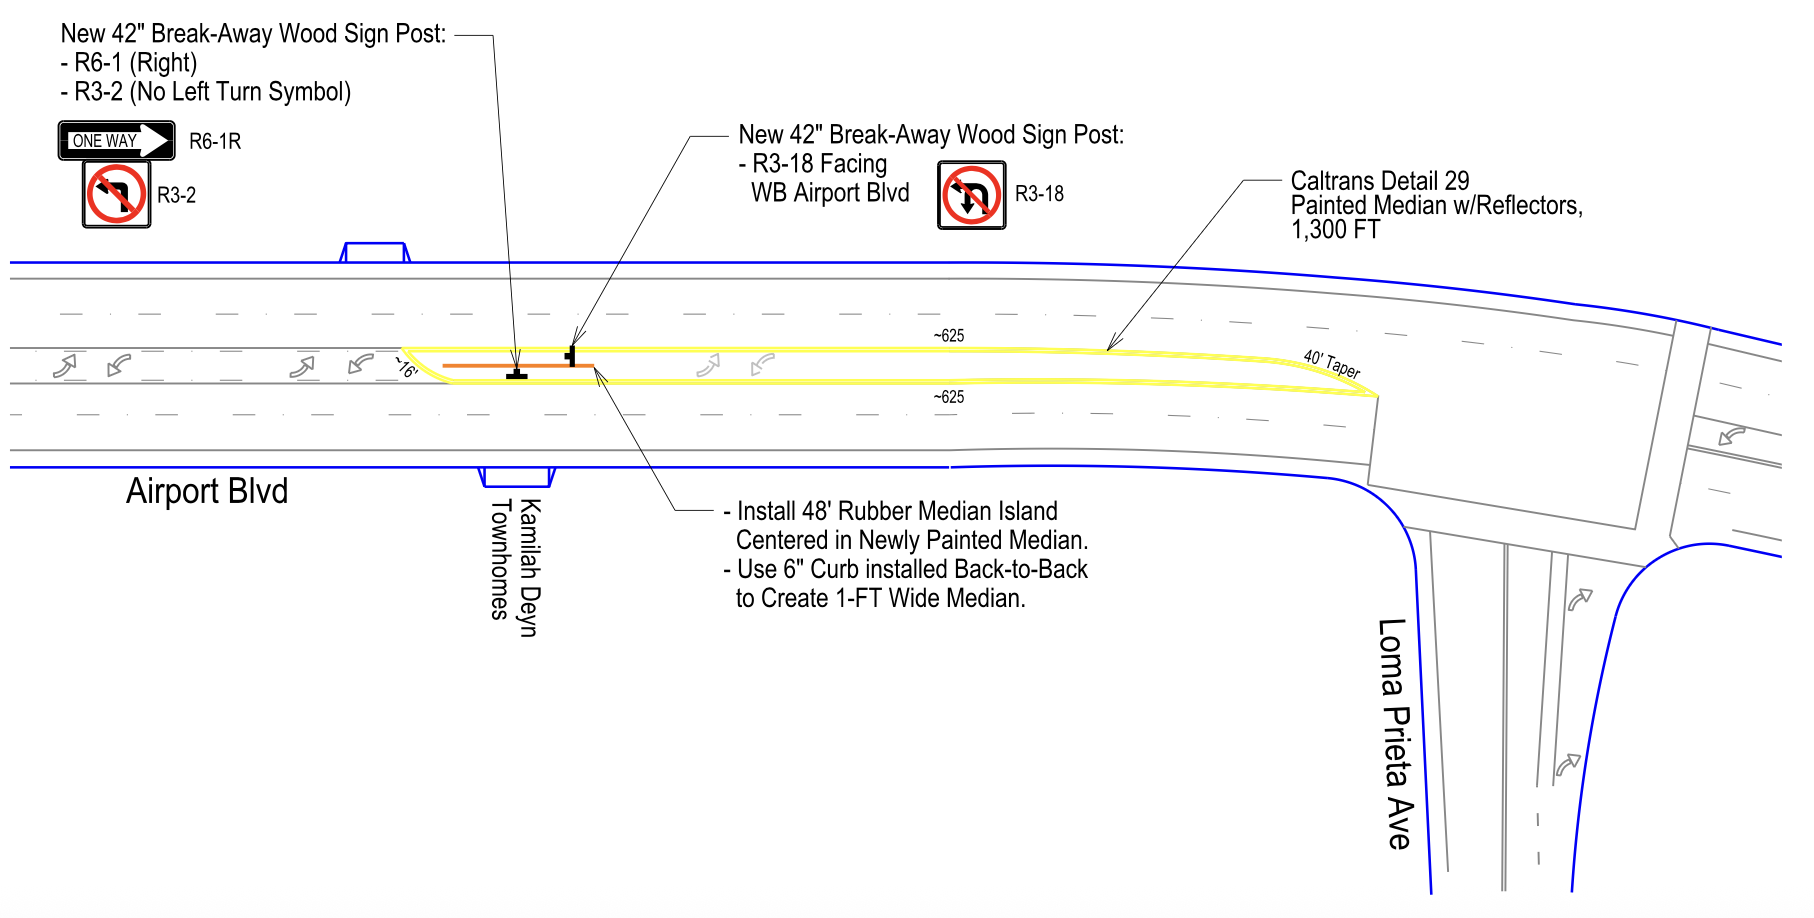 New 42" Break-Away Wood Sign Post:
- R6-1 (Right)
- R3-2 (No Left Turn Symbol)
ONE WAY
R6-1R
R3-2
New 42" Break-Away Wood Sign Post:
- R3-18 Facing
WB Airport Blvd
R3-18
Caltrans Detail 29
Painted Median w/Reflectors,
1,300 FT
~625
~16'
40' Taper
~625
Airport Blvd
Kamilah Deyn
Townhomes
- Install 48' Rubber Median Island
Centered in Newly Painted Median.
- Use 6" Curb installed Back-to-Back
to Create 1-FT Wide Median.
Loma Prieta Ave